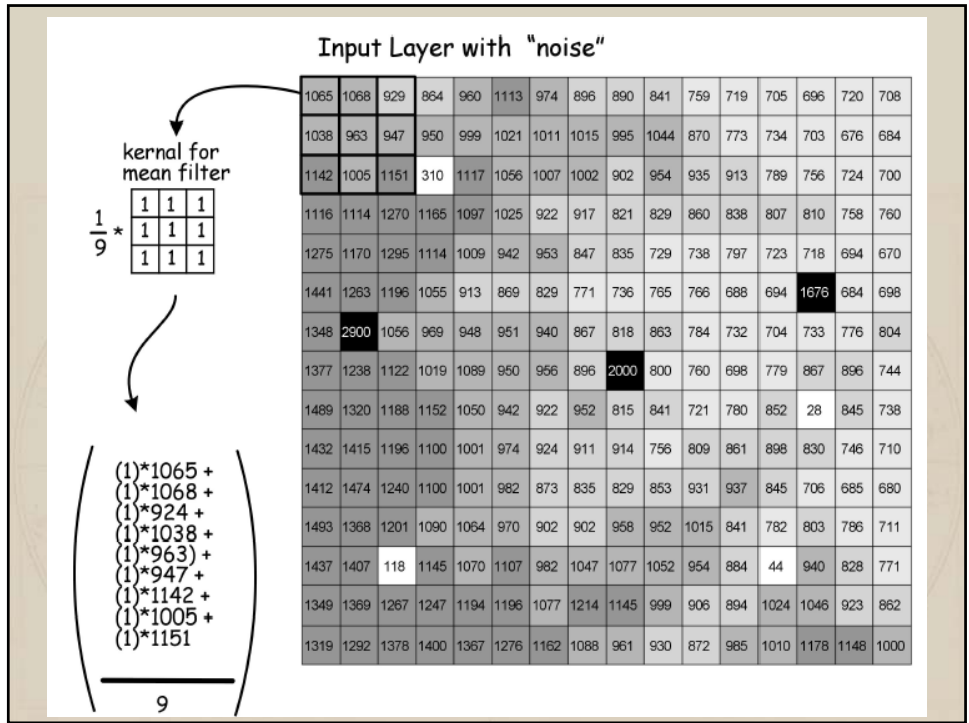 Input Layer with “noise”
1065 1068 929 864 960 1113 974 896 890 841 759 719 705 696 720 708
1038 963 947 950 999 1021 1011 1015 995 1044 870 773 734 703 676 684
1142 1005 1151 310 1117 1056 1007 1002 902 954 935 913 789 756 724 700
1116 1114 1270 1165 1097 1025 922 917 821 829 860 838 807 810 758 760
1275 1170 1295 1114 1009 942 953 847 835 729 738 797 723 718 694 670
1441 1263 1196 1055 913 869 829 771 736 765 766 688 694 1676 684 698
1348 2900 1056 969 948 951 940 867 818 863 784 732 704 733 776 804
1377 1238 1122 1019 1089 950 956 896 2000 800 760 698 779 867 896 744
1489 1320 1188 1152 1050 942 922 952 815 841 721 780 852 28 845 738
1432 1415 1196 1100 1001 974 924 911 914 756 809 861 898 830 746 710
1412 1474 1240 1100 1001 982 873 835 829 853 931 937 845 706 685 680
1493 1368 1201 1090 1064 970 902 902 958 952 1015 841 782 803 786 711
1437 1407 118 1145 1070 1107 982 1047 1077 1052 954 884 44 940 828 771
1349 1369 1267 1247 1194 1196 1077 1214 1145 999 906 894 1024 1046 923 862
1319 1292 1378 1400 1367 1276 1162 1088 961 930 872 985 1010 1178 1148 1000
kernal for
mean filter
1 1 1
1/9 * 1 1 1
1 1 1
(1)*1065 +
(1)*1068 +
(1)*924 +
(1)*1038 +
(1)*963) +
(1)*947 +
(1)*1142 +
(1)*1005 +
(1)*1151
9